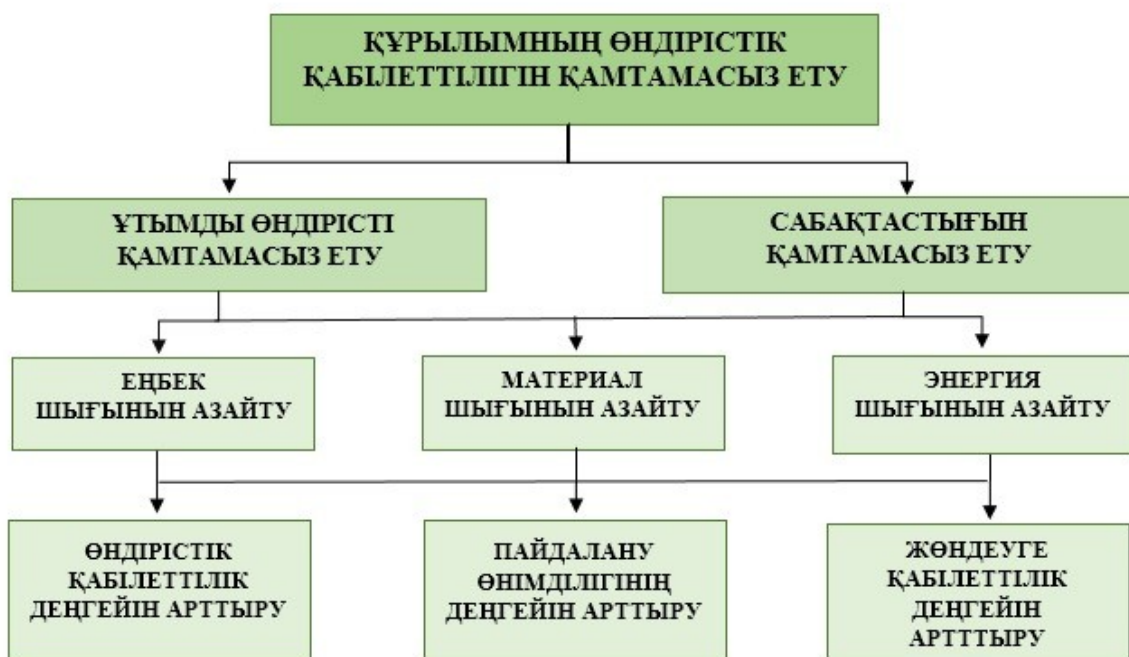 ҚҰРЫЛЫМНЫҢ ӨНДІРІСТІК
ҚАБІЛЕТТІЛІГІН ҚАМТАМАСЫЗ ЕТУ
ҰТЫМДЫ ӨНДІРІСТІ
ҚАМТАМАСЫЗ ЕТУ
САБАҚТАСТЫҒЫН
ҚАМТАМАСЫЗ ЕТУ
ЕҢБЕК
ШЫҒЫНЫН АЗАЙТУ
МАТЕРИАЛ
ШЫҒЫНЫН АЗАЙТУ
ЭНЕРГИЯ
ШЫҒЫНЫН АЗАЙТУ
ӨНДІРІСТІК
ҚАБІЛЕТТІЛІК
ДЕҢГЕЙІН АРТТЫРУ
ПАЙДАЛАНУ
ӨНІМДІЛІГІНІҢ
ДЕҢГЕЙІН АРТТЫРУ
ЖӨНДЕУГЕ
ҚАБІЛЕТТІЛІК
ДЕҢГЕЙІН
АРТТТЫРУ